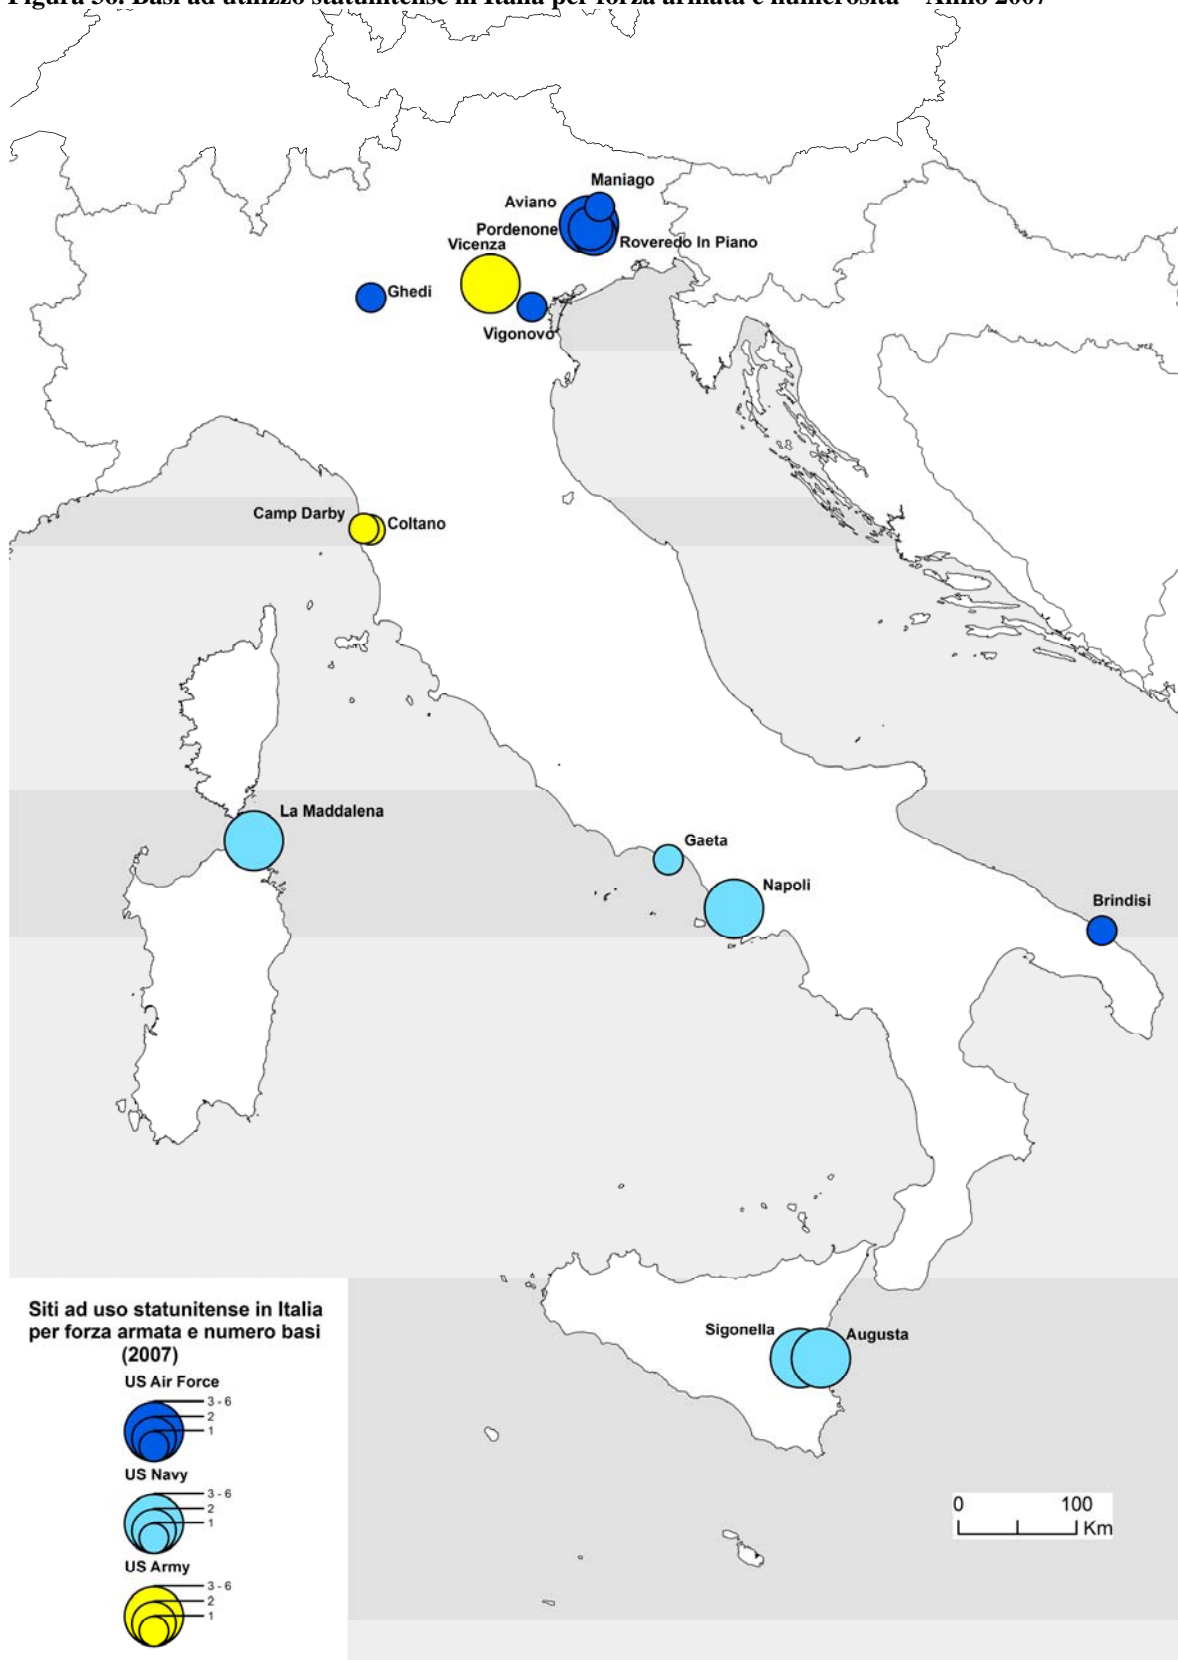 Figura 36. Basi ad utilizzo statunitense in Italia per forza armata e numerosità – Anno 2007
Maniago
Aviano
Pordenone
Roveredo In Piano
Vicenza
Ghedi
Vigonovo
Camp Darby
Coltano
La Maddalena
Gaeta
Napoli
Brindisi
Sigonella
Augusta
Siti ad uso statunitense in Italia
per forza armata e numero basi
(2007)
US Air Force
3 - 6
2
1
US Navy
3 - 6
2
1
US Army
3 - 6
2
1
0 100
Km